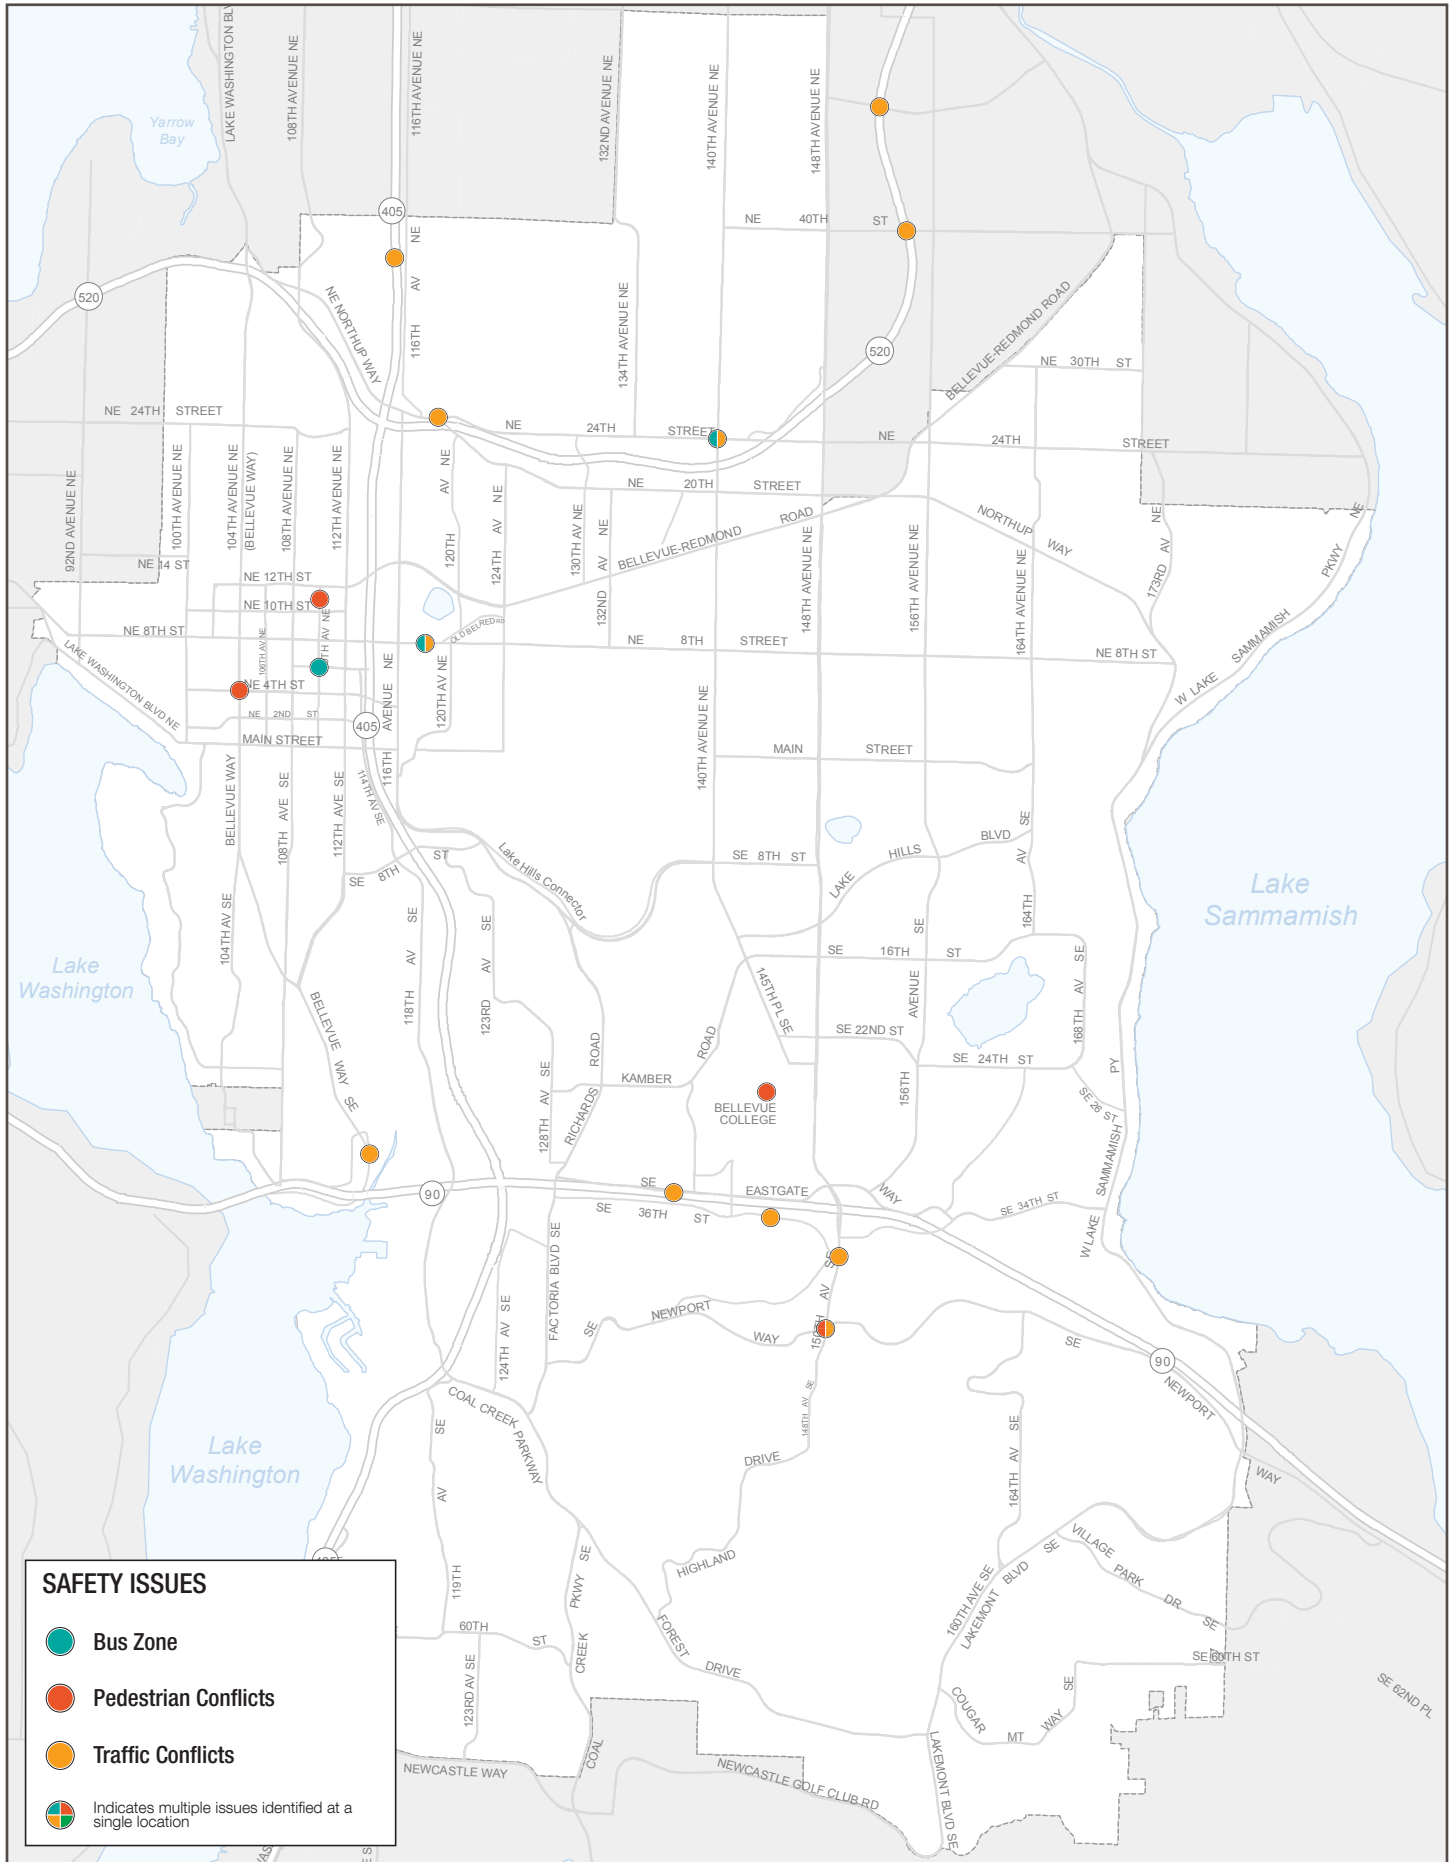 LAKE WASHINGTON BLV
108TH AVENUE NE
116TH AVENUE NE
132ND AVENUE NE
140TH AVENUE NE
148TH AVENUE NE
Yarrow
Bay
405
NE 40TH ST
116TH AV NE
520
NE NORTHUP WAY
134TH AVENUE NE
520
BELLEVUE-REDMOND ROAD
NE 30TH ST
NE 24TH STREET
NE 24TH STREET
NE 24TH STREET
92ND AVENUE NE
100TH AVENUE NE
104TH AVENUE NE
(BELLEVUE WAY)
108TH AVENUE NE
112TH AVENUE NE
120TH AV NE
124TH AV NE
NE 20TH STREET
130TH AV NE
132ND AV NE
BELLEVUE-REDMOND ROAD
148TH AVENUE NE
156TH AVENUE NE
NORTHUP WAY
164TH AVENUE NE
173RD AV NE
W LAKE SAMMAMISH PKWY NE
NE 14 ST
NE 12TH ST
NE 10TH ST
NE 8TH ST
OLD BELRED RD
NE 8TH STREET
NE 8TH ST
LAKE WASHINGTON BLVD NE
106TH AV NE
TH AV NE
NE 4TH ST
NE 2ND ST
MAIN STREET
405
116TH AVENUE NE
120TH AV NE
140TH AVENUE NE
MAIN STREET
BELLEVUE WAY
108TH AVE SE
112TH AVE SE
114TH AV SE
SE 8TH ST
Lake Hills Connector
SE 8TH ST
LAKE HILLS BLVD
164TH AV SE
Lake
Sammamish
104TH AV SE
118TH AV SE
123RD AV SE
SE 16TH ST
Lake
Washington
BELLEVUE WAY SE
145TH PL SE
156TH AVENUE SE
168TH AV SE
SE 22ND ST
SE 24TH ST
SE 26 ST
128TH AV SE
RICHARDS ROAD
KAMBER ROAD
BELLEVUE
COLLEGE
W LAKE SAMMAMISH PY
90
SE EASTGATE WAY
SE 36TH ST
SE 34TH ST
FACTORIA BLVD SE
124TH AV SE
150TH AV SE
SE NEWPORT WAY
SE NEWPORT WAY
90
148TH AV SE
COAL CREEK PARKWAY
Lake
Washington
SE AV 119TH
HIGHLAND DRIVE
164TH AV SE
160TH AVE SE
LAKEMONT BLVD SE
VILLAGE PARK DR SE
60TH ST
123RD AV SE
COAL CREEK PKWY SE
FOREST DRIVE
SE 60TH ST
COUGAR MT WAY SE
SE 62ND PL
NEWCASTLE WAY
NEWCASTLE GOLF CLUB RD
LAKEMONT BLVD SE
SAFETY ISSUES
Bus Zone
Pedestrian Conflicts
Traffic Conflicts
Indicates multiple issues identified at a
single location